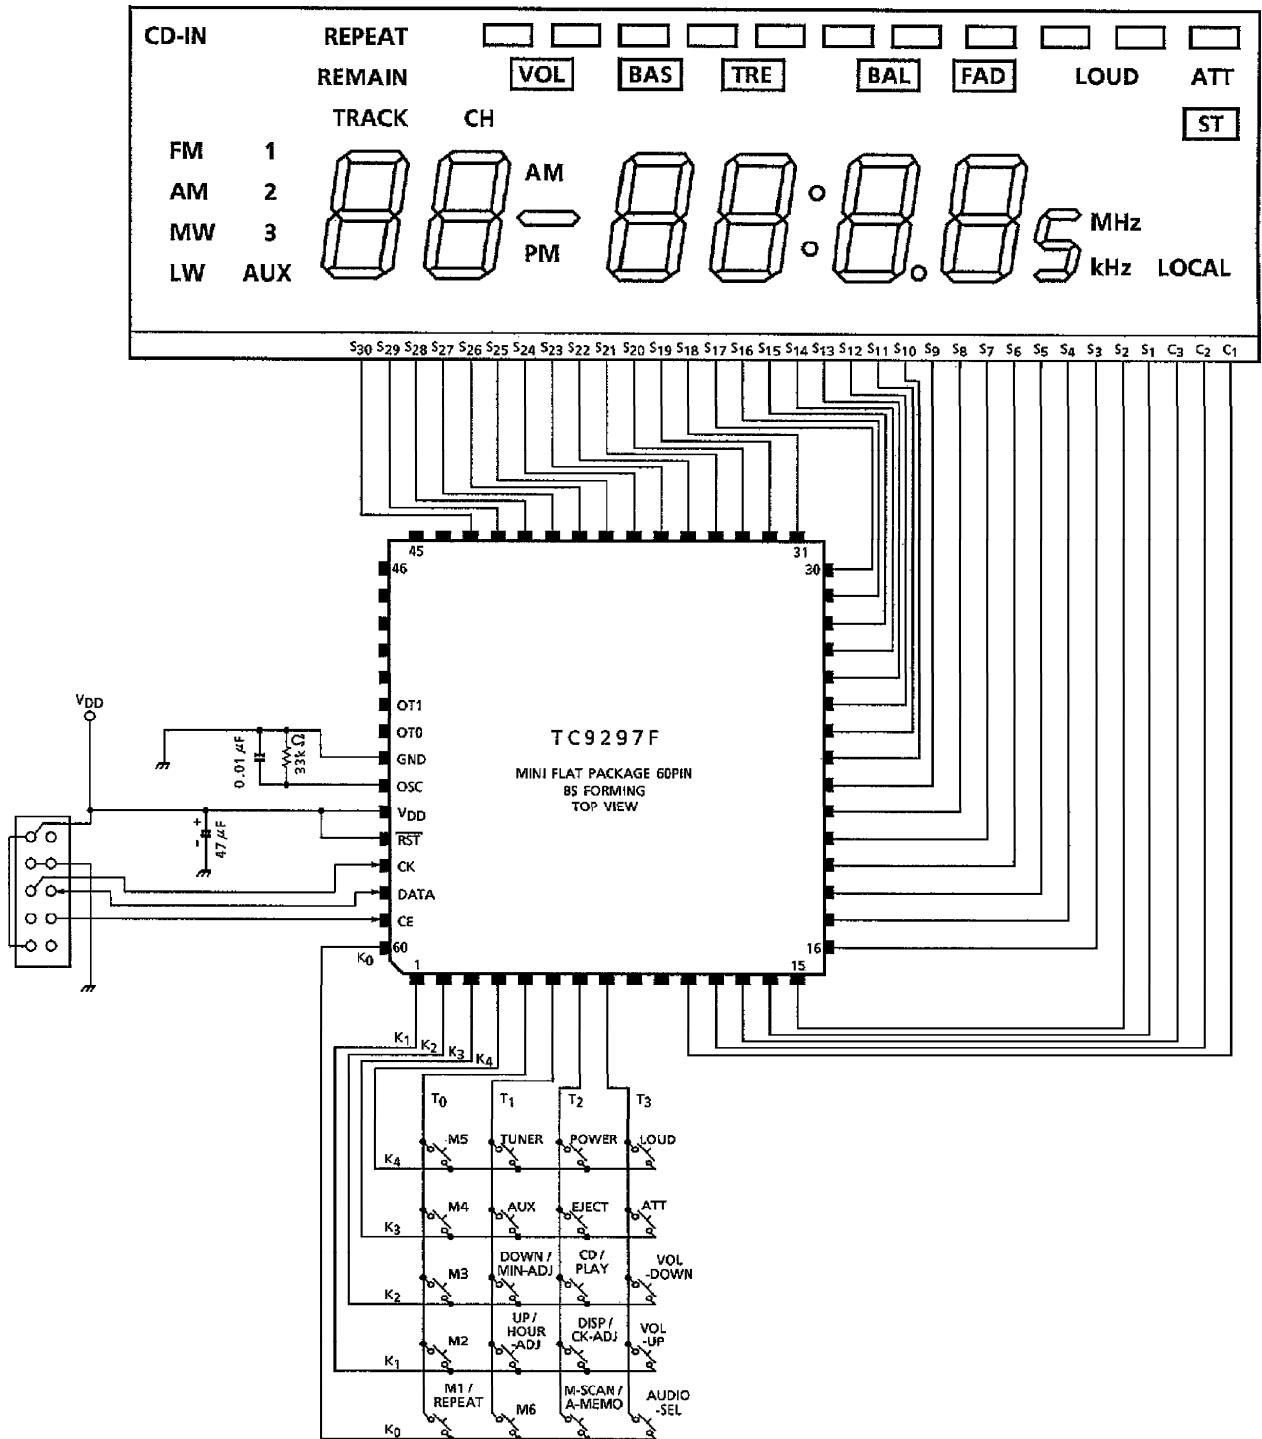 CD-IN REPEAT
REMAIN VOL BAS TRE BAL FAD LOUD ATT
TRACK CH ST
FM 1 AM
AM 2
MW 3 MHz
LW AUX PM kHz LOCAL
S30 S29 S28 S27 S26 S25 S24 S23 S22 S21 S20 S19 S18 S17 S16 S15 S14 S13 S12 S11 S10 S9 S8 S7 S6 S5 S4 S3 S2 S1 C3 C2 C1
45 31
46 30
VDD
OT1
OT0
0.01 µF
33k Ω
GND
OSC
VDD
RST
+
-
47 µF
CK
DATA
CE
60
K0
1
16
15
TC9297F
MINI FLAT PACKAGE 60PIN
BS FORMING
TOP VIEW
K1 K2 K3 K4
T0 T1 T2 T3
M5 TUNER POWER LOUD
K4
M4 AUX EJECT ATT
K3
M3 DOWN / MIN-ADJ CD / PLAY VOL -DOWN
K2
M2 UP / HOUR -ADJ DISP / CK-ADJ VOL -UP
K1
M1 / REPEAT M6 M-SCAN / A-MEMO AUDIO -SEL
K0